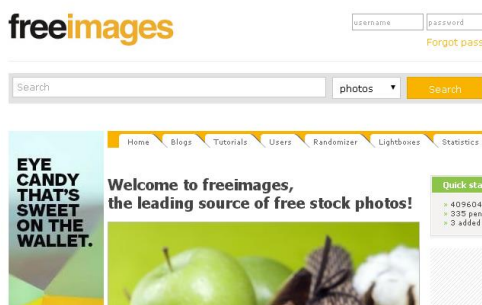 freeimages
username
password
Forgot pass
Search
photos
Search
Home Blogs Tutorials Users Randomizer Lightboxes Statistics
EYE
CANDY
THAT'S
SWEET
ON THE
WALLET.
Welcome to freeimages,
the leading source of free stock photos!
Quick sta
» 409604
» 335 pen
» 3 added